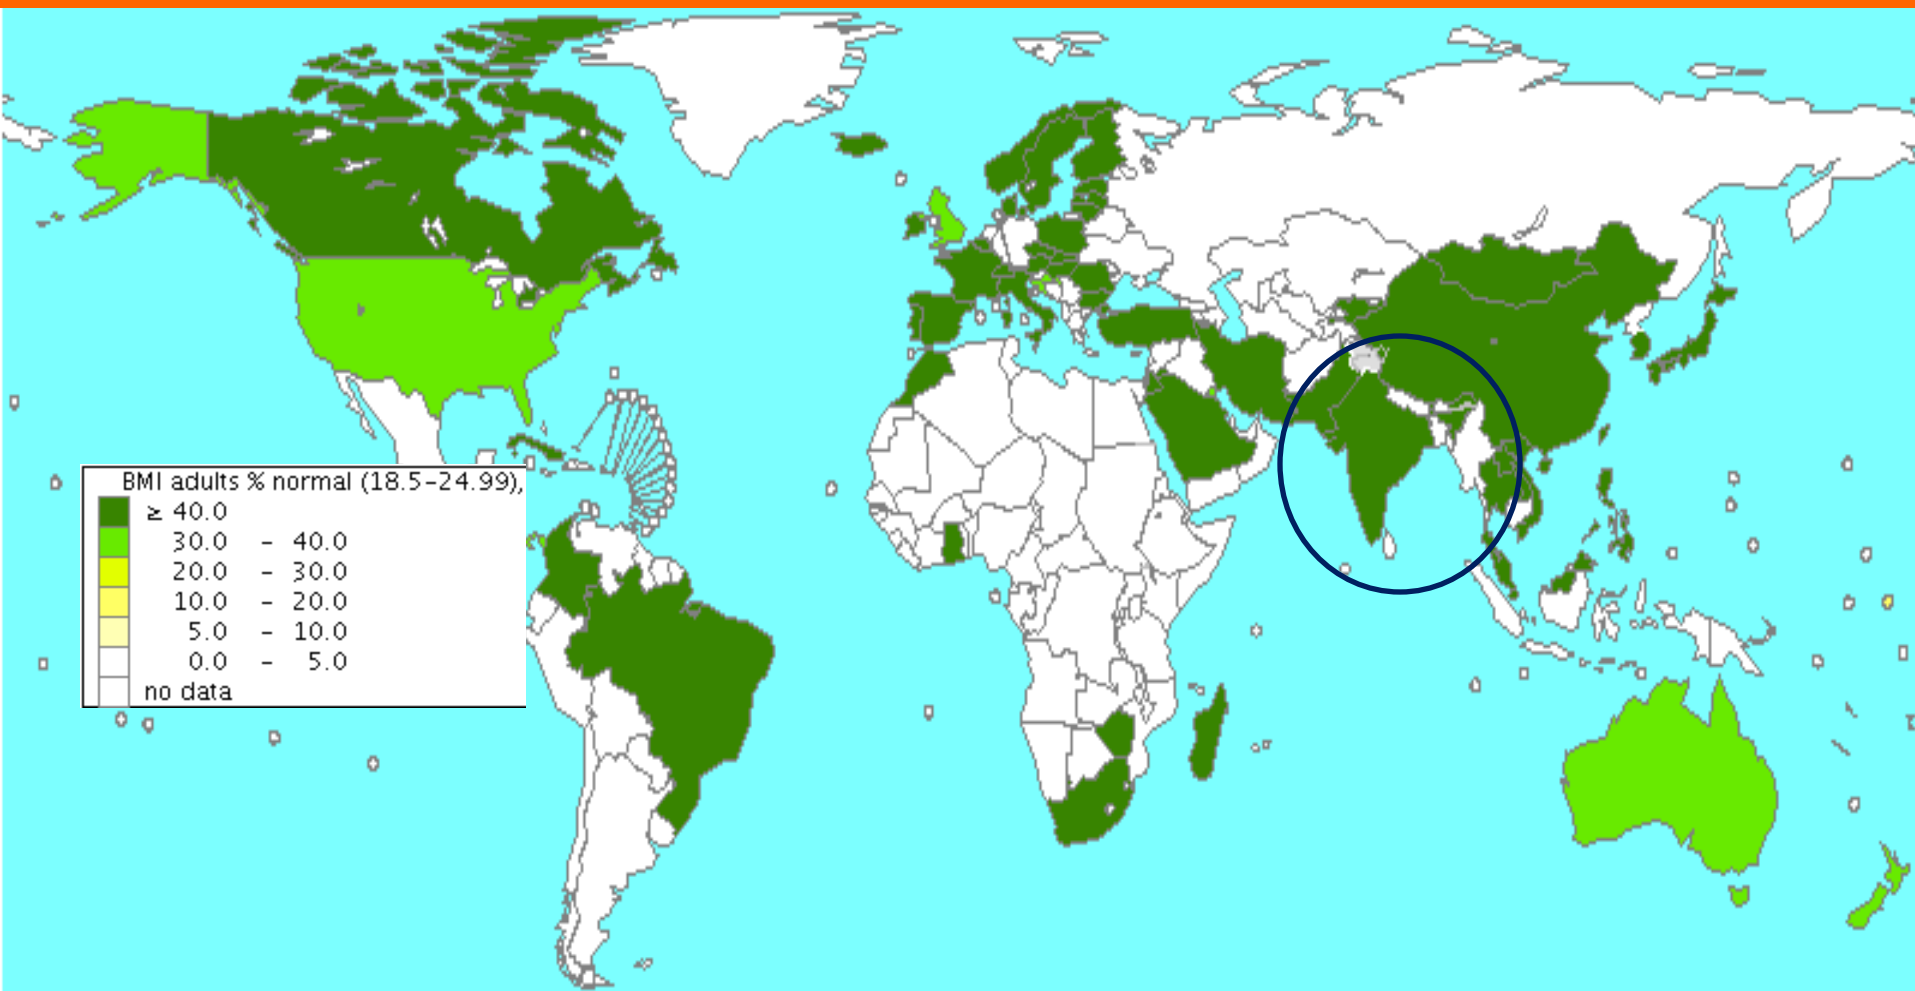 BMI adults % normal (18.5-24.99),
≥ 40.0
30.0 - 40.0
20.0 - 30.0
10.0 - 20.0
5.0 - 10.0
0.0 - 5.0
no data